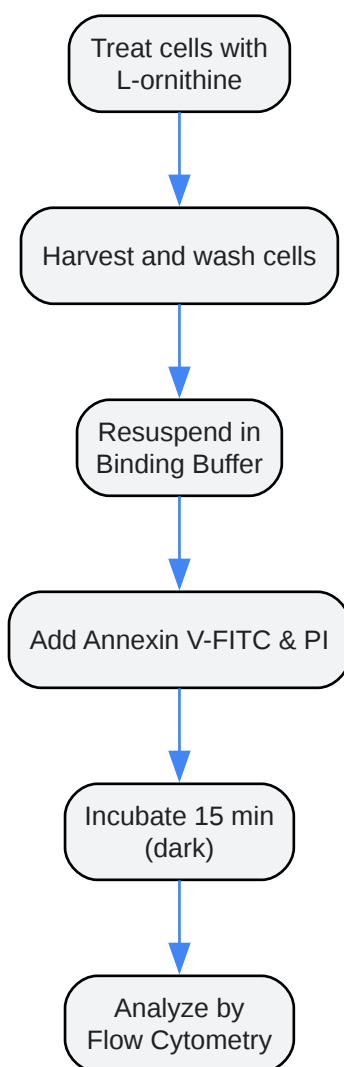 Treat cells with
L-ornithine
Harvest and wash cells
Resuspend in
Binding Buffer
Add Annexin V-FITC & PI
Incubate 15 min
(dark)
Analyze by
Flow Cytometry